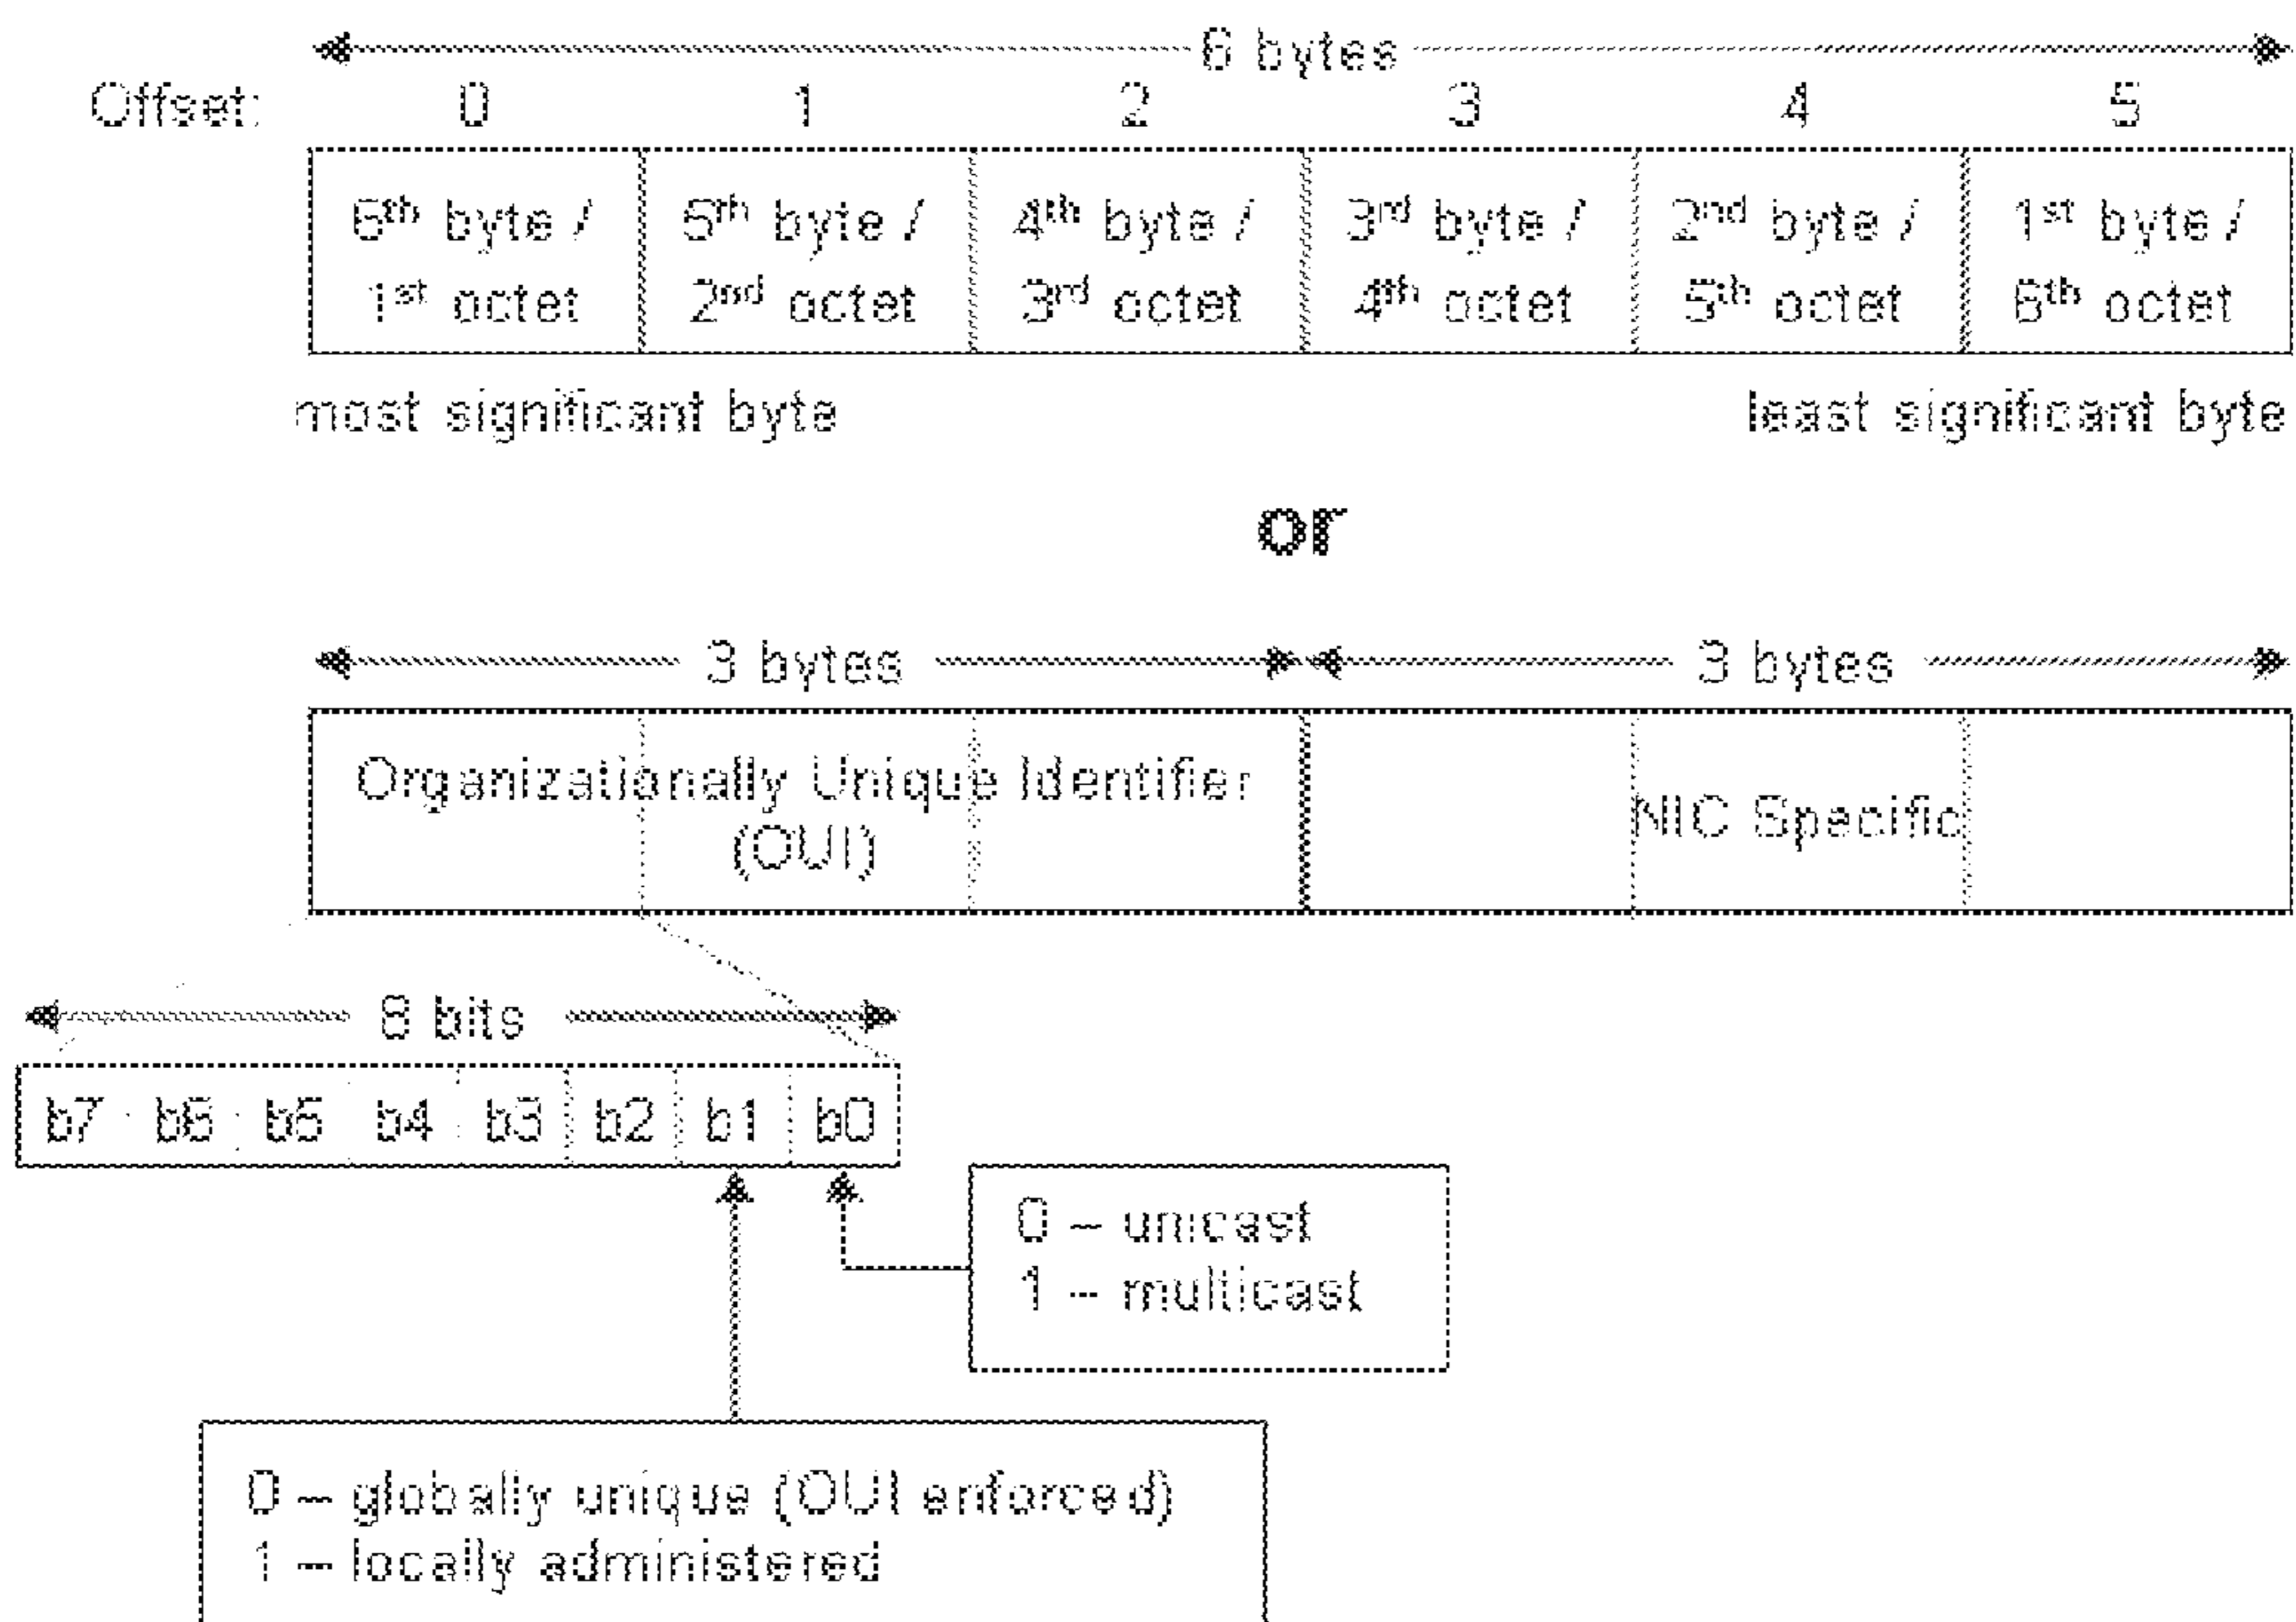 6 bytes
Offset: 0 1 2 3 4 5
6th byte / 5th byte / 4th byte / 3rd byte / 2nd byte / 1st byte /
1st octet 2nd octet 3rd octet 4th octet 5th octet 6th octet
most significant byte least significant byte
or
3 bytes 3 bytes
Organizationally Unique Identifier
(OUI)
NIC Specific
8 bits
b7 b6 b5 b4 b3 b2 b1 b0
0 – unicast
1 – multicast
0 – globally unique (OUI enforced)
1 – locally administered